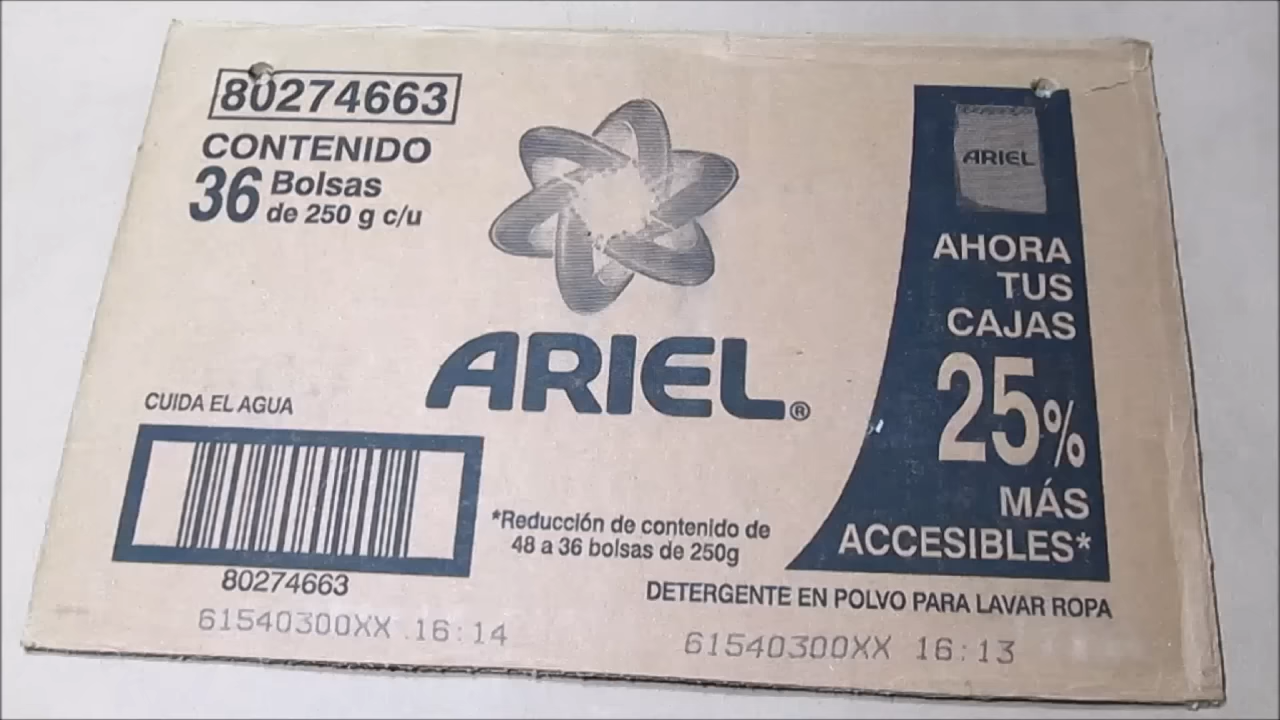 80274663
CONTENIDO
36 Bolsas
de 250 g c/u
ARIEL®
CUIDA EL AGUA
80274663
61540300XX 16:14
*Reducción de contenido de
48 a 36 bolsas de 250g
ARIEL
AHORA
TUS
CAJAS
25%
MÁS
ACCESIBLES*
DETERGENTE EN POLVO PARA LAVAR ROPA
61540300XX 16:13